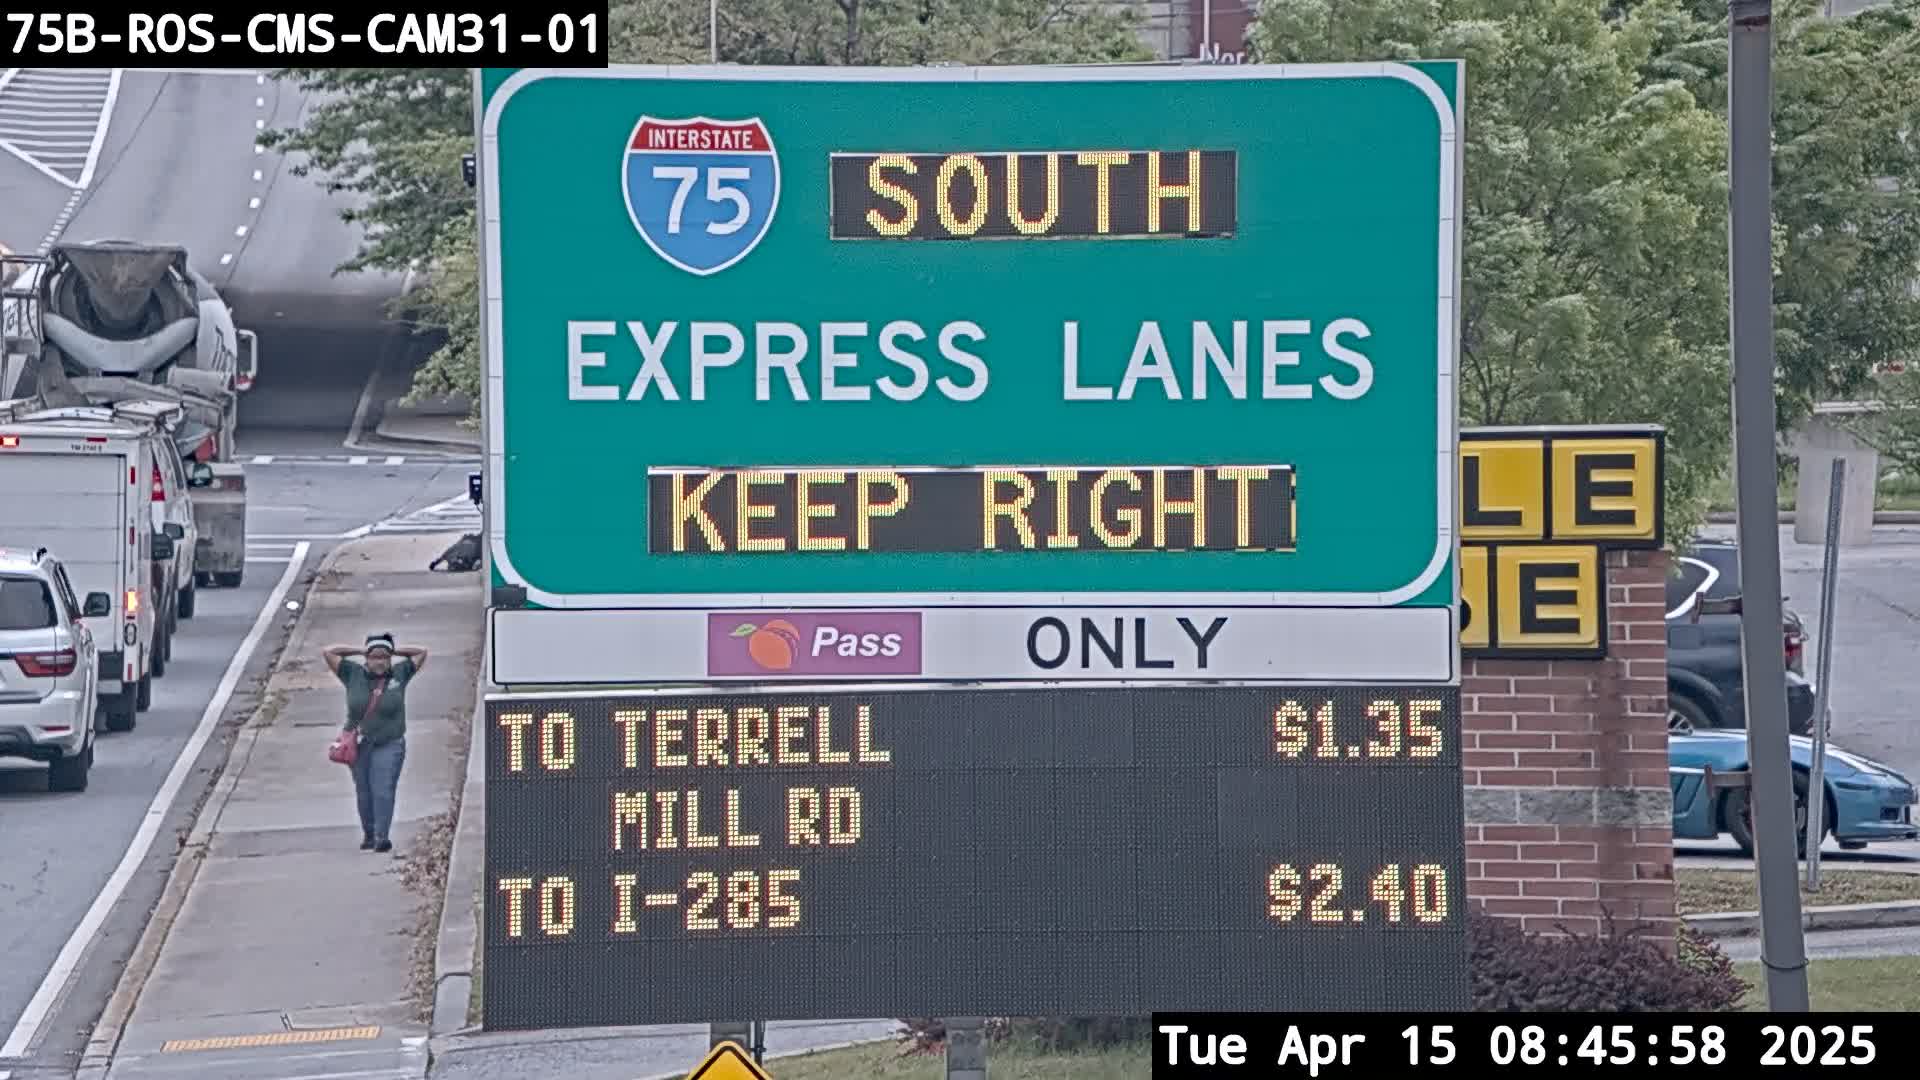 75B-ROS-CMS-CAM31-01
INTERSTATE
75
SOUTH
EXPRESS LANES
KEEP RIGHT
Pass ONLY
TO TERRELL $1.35
MILL RD
TO I-285 $2.40
LE
E
Tue Apr 15 08:45:58 2025